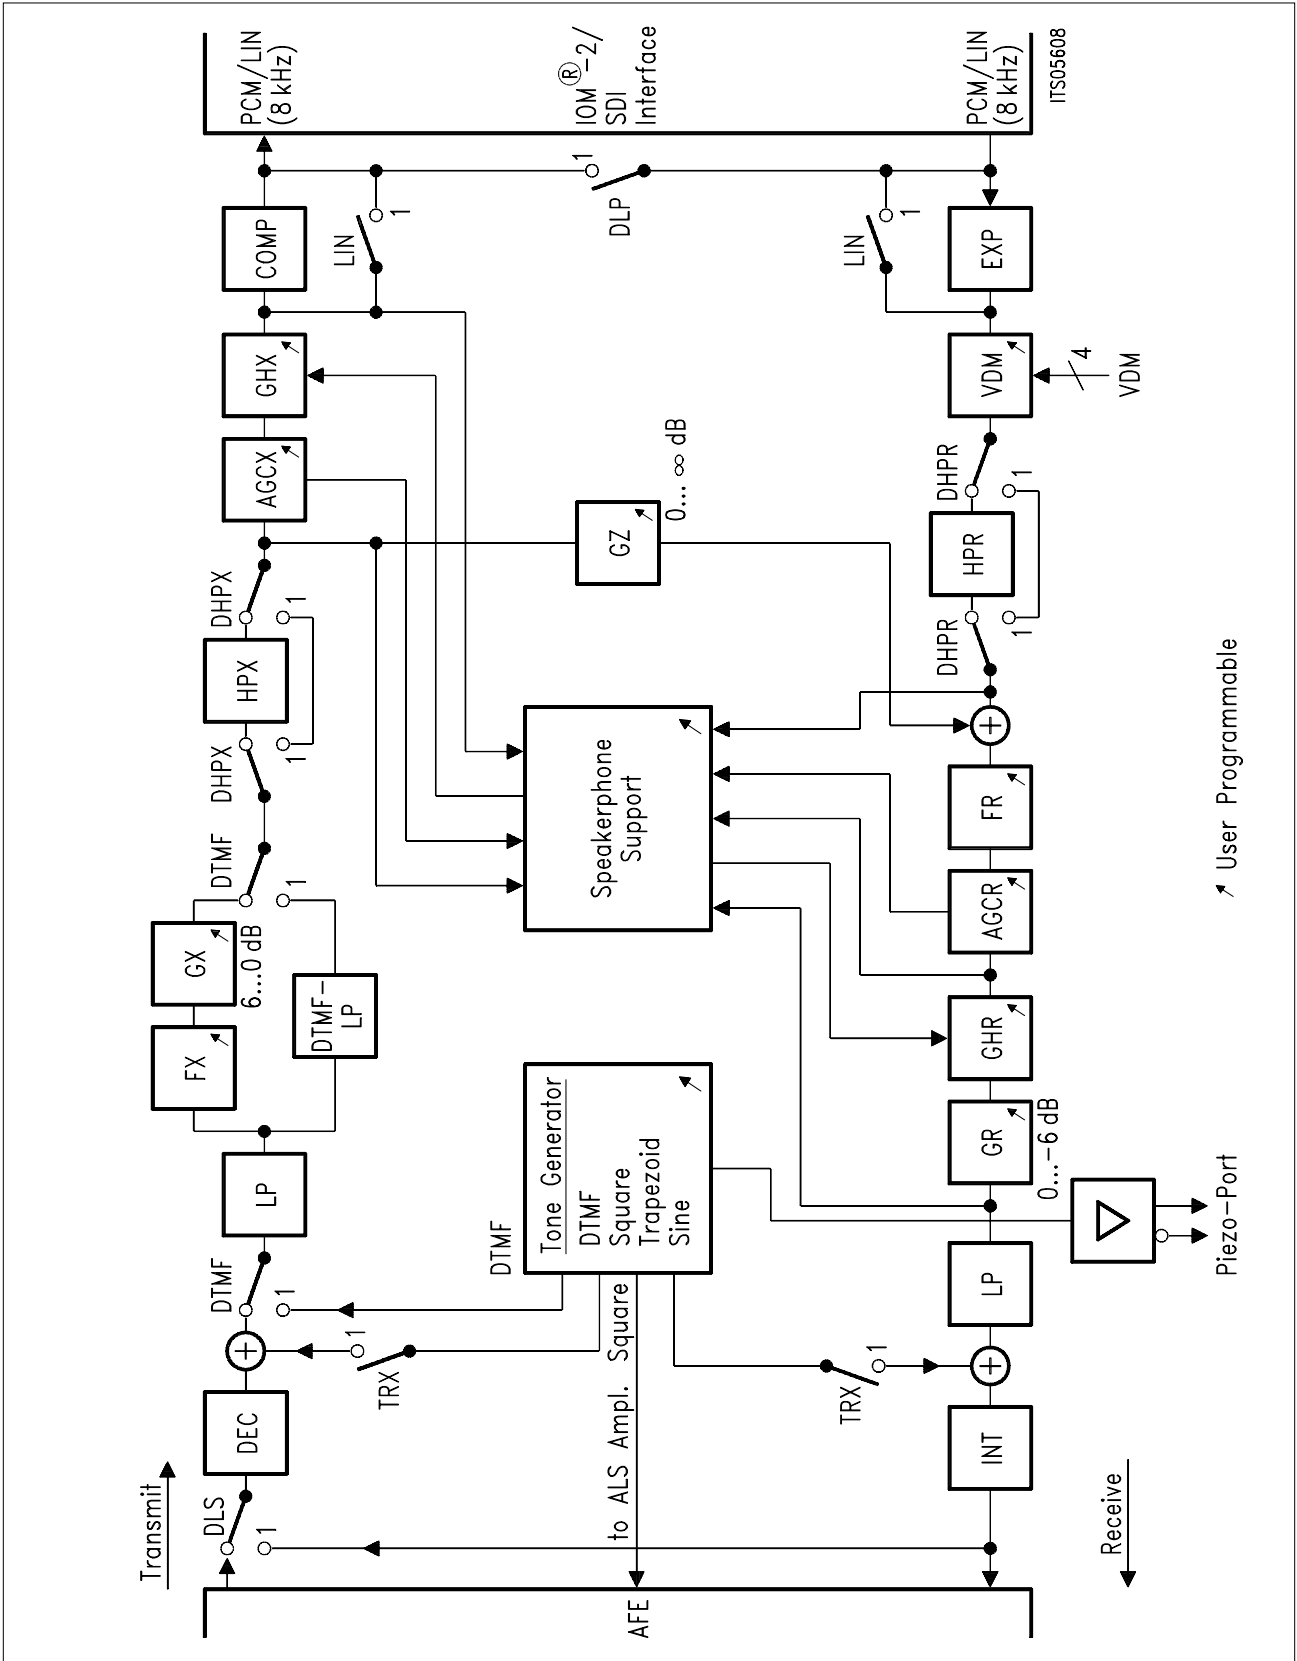 Transmit
DLS
1
DEC
TRX
1
DTMF
1
LP
FX
GX
6...0 dB
DTMF-
LP
DTMF
1
DHPX
1
HPX
DHPX
1
AGCX
GHX
COMP
LIN
1
PCM/LIN
(8 kHz)
AFE
to ALS Ampl. Square
DTMF
Tone Generator
DTMF
Square
Trapezoid
Sine
Speakerphone
Support
GZ
0... ∞ dB
DLP
1
IOM®-2/
SDI
Interface
TRX
1
INT
LP
GR
0...-6 dB
GHR
AGCR
FR
DHPR
1
HPR
DHPR
1
VDM
4
VDM
LIN
1
EXP
PCM/LIN
(8 kHz)
Receive
Piezo-Port
User Programmable
ITS05608